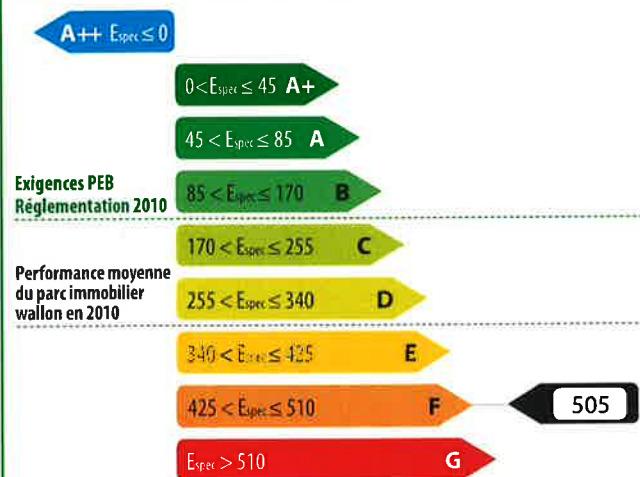 A++ Espec ≤ 0
0 < Espec ≤ 45 A+
45 < Espec ≤ 85 A
Exigences PEB
Réglementation 2010
85 < Espec ≤ 170 B
170 < Espec ≤ 255 C
Performance moyenne
du parc immobilier
wallon en 2010
255 < Espec ≤ 340 D
340 < Espec ≤ 425 E
425 < Espec ≤ 510 F
505
Espec > 510 G